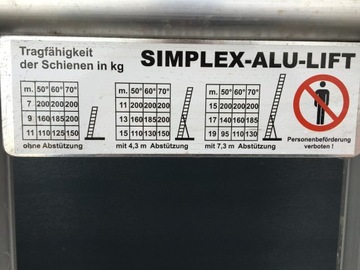 Tragfähigkeit
der Schienen in kg
SIMPLEX-ALU-LIFT
m. 50° 60° 70°
7 200 200 200
9 160 185 200
11 110 125 150
ohne Abstützung
m. 50° 60° 70°
11 200 200 200
13 160 185 200
15 110 130 150
mit 4,3 m Abstützung
m. 50° 60° 70°
15 200 200 200
17 140 160 185
19 95 110 130
mit 7,3 m Abstützung
Personenbeförderung
verboten !